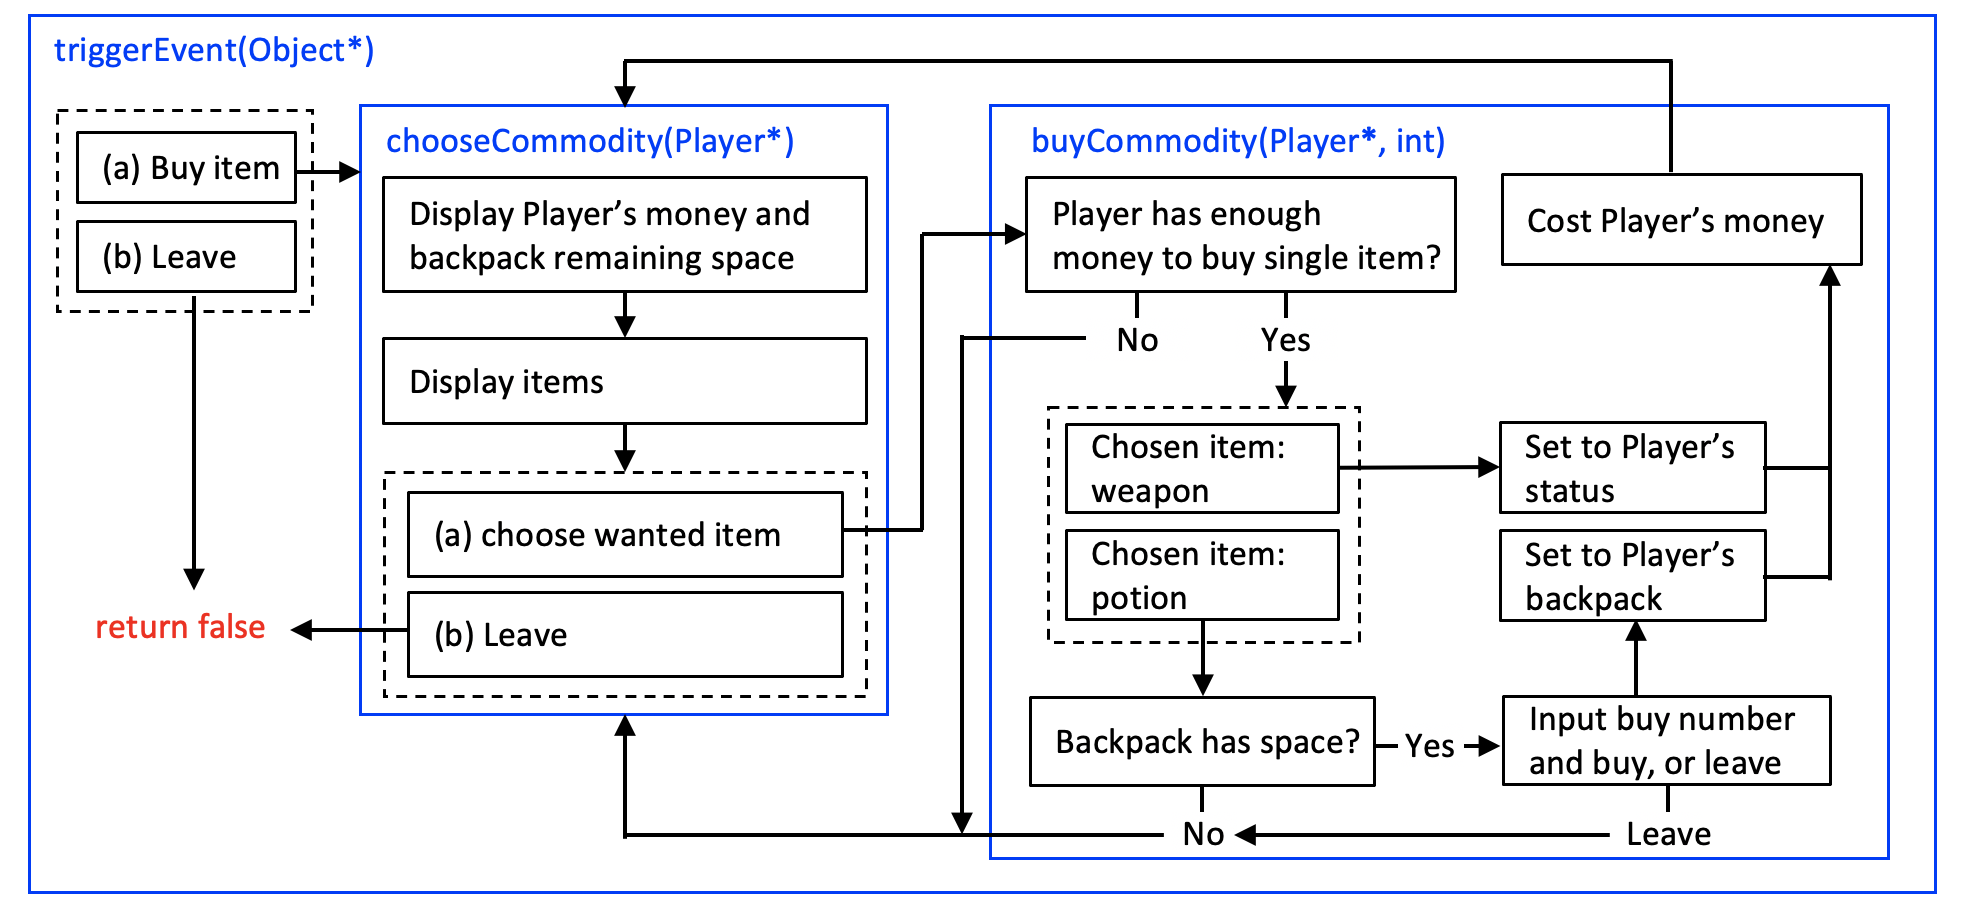 triggerEvent(Object*)
(a) Buy item
(b) Leave
return false
chooseCommodity(Player*)
Display Player's money and
backpack remaining space
Display items
(a) choose wanted item
(b) Leave
buyCommodity(Player*, int)
Player has enough
money to buy single item?
No
Yes
Chosen item:
weapon
Chosen item:
potion
Backpack has space?
Yes
No
Cost Player's money
Set to Player's
status
Set to Player's
backpack
Input buy number
and buy, or leave
Leave